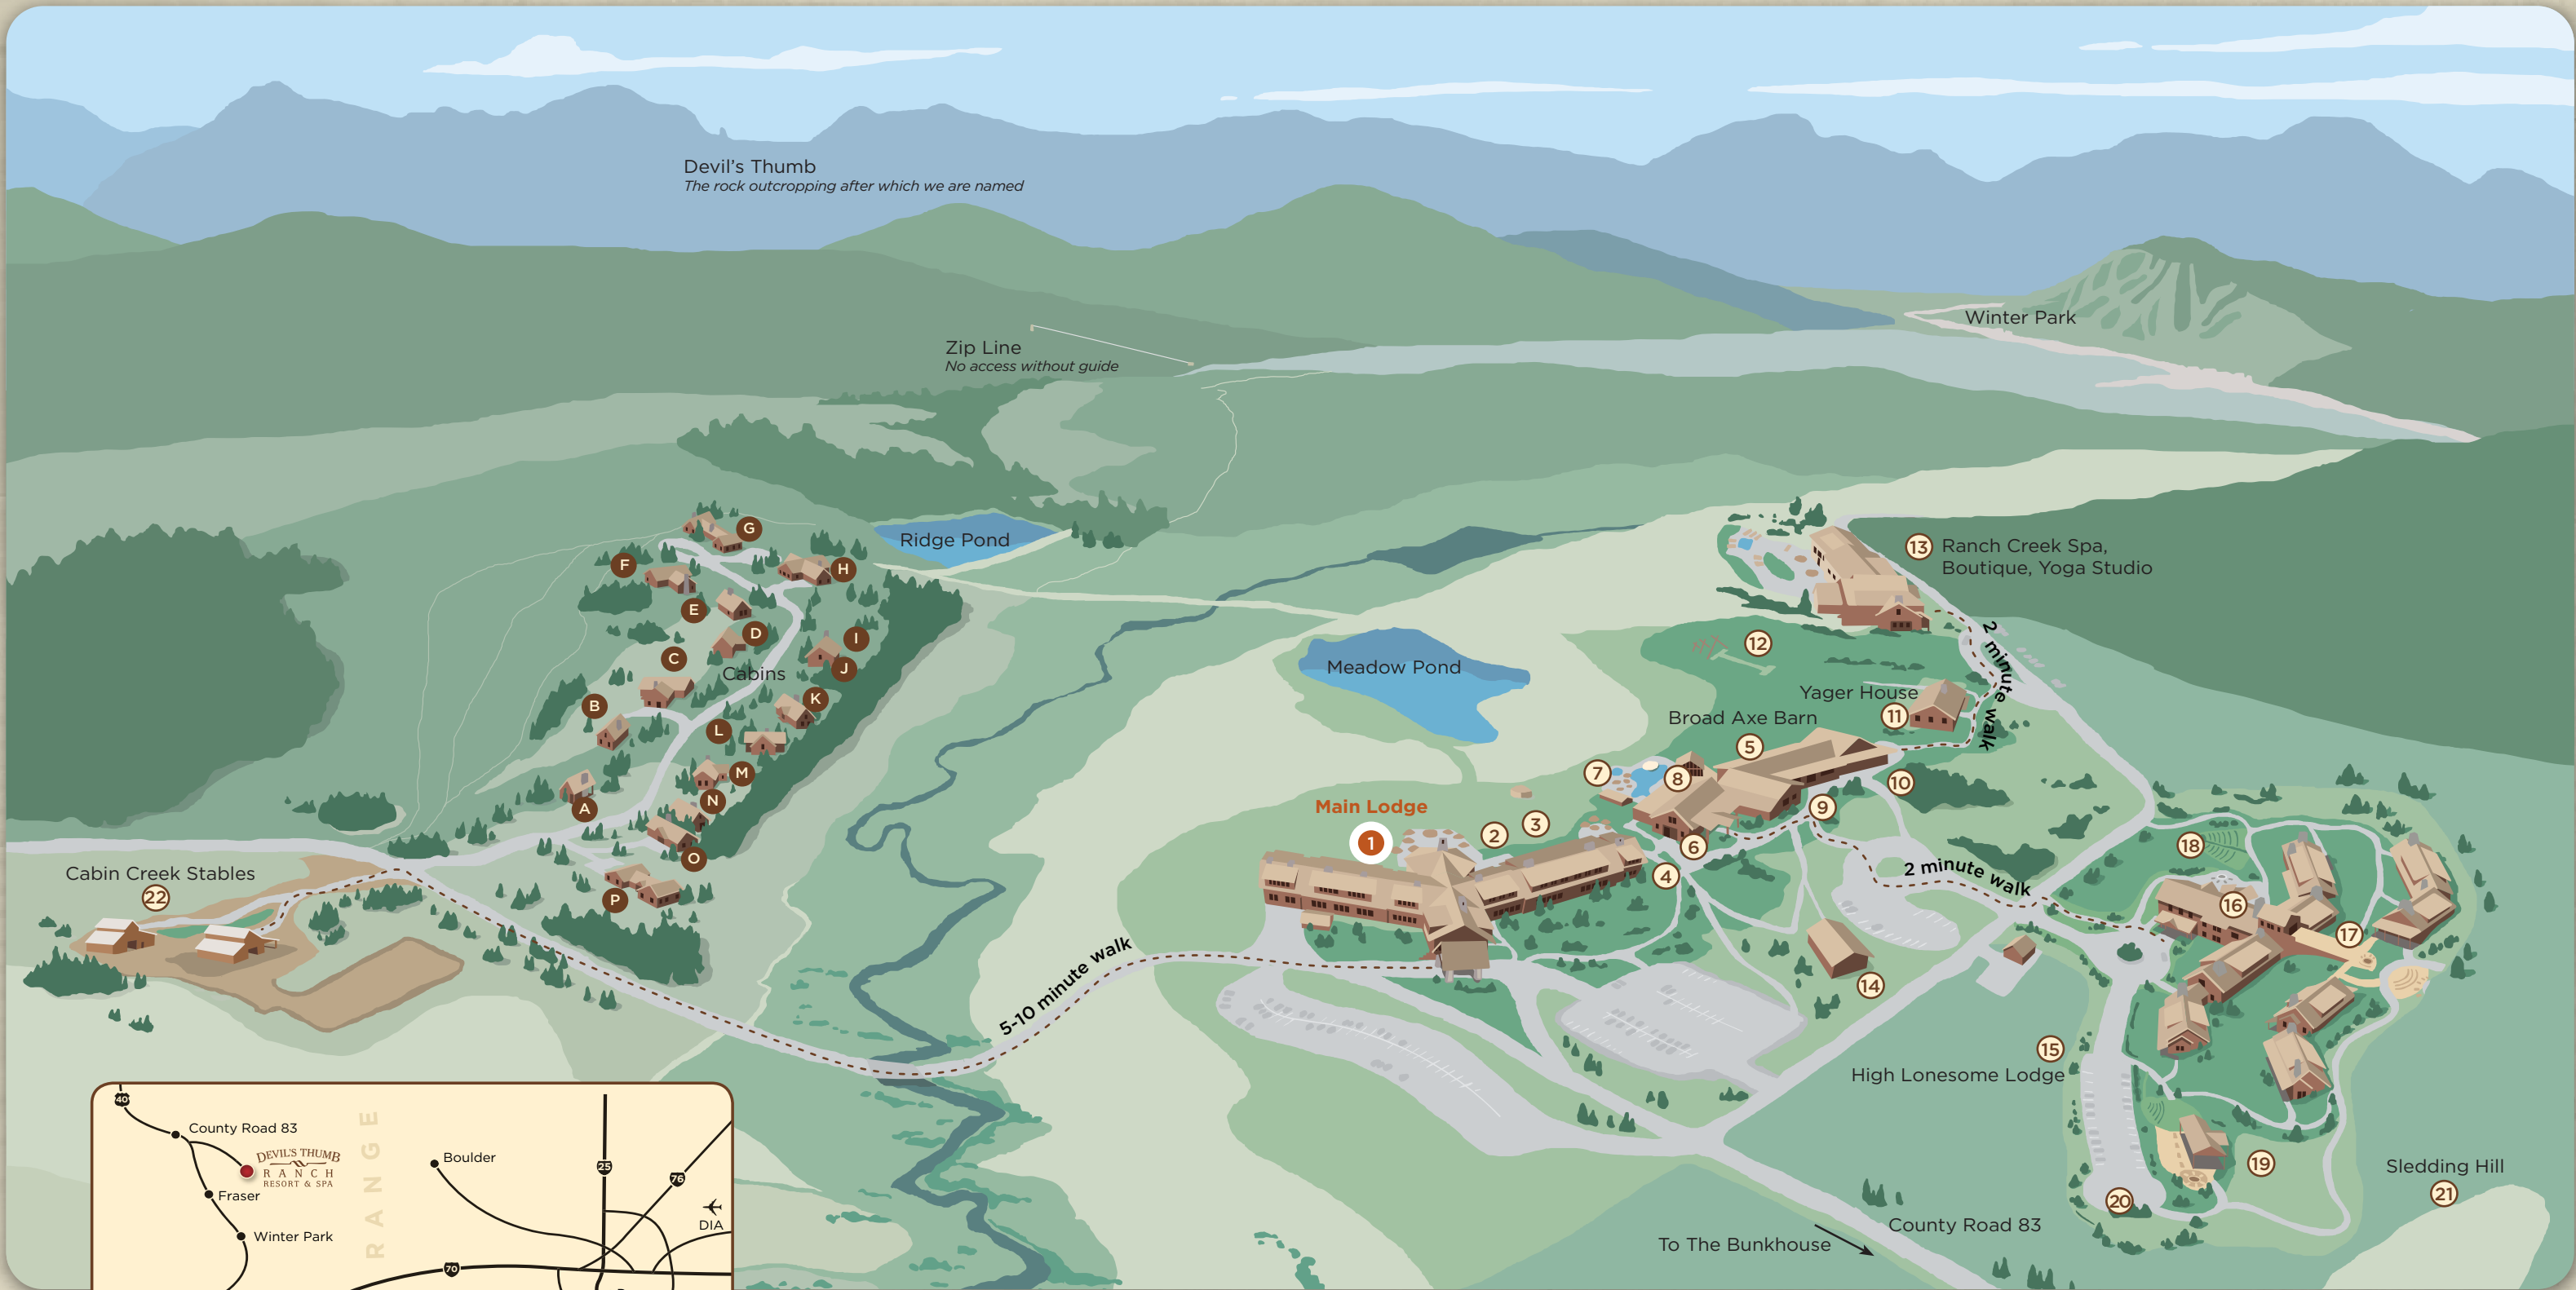 Devil's Thumb
The rock outcropping after which we are named
Winter Park
Zip Line
No access without guide
G
Ridge Pond
13 Ranch Creek Spa,
Boutique, Yoga Studio
F
H
E
D
I
12
2 minute walk
C
J
Cabins
Meadow Pond
Yager House
11
K
B
Broad Axe Barn
5
L
7
8
10
M
A
N
Main Lodge
1
2
3
9
6
18
O
4
2 minute walk
Cabin Creek Stables
22
P
16
17
5-10 minute walk
14
15
High Lonesome Lodge
19
20
Sledding Hill
21
County Road 83
To The Bunkhouse
40
County Road 83
DEVIL'S THUMB
RANCH
RESORT & SPA
RANGE
Boulder
25
76
Fraser
DIA
Winter Park
70